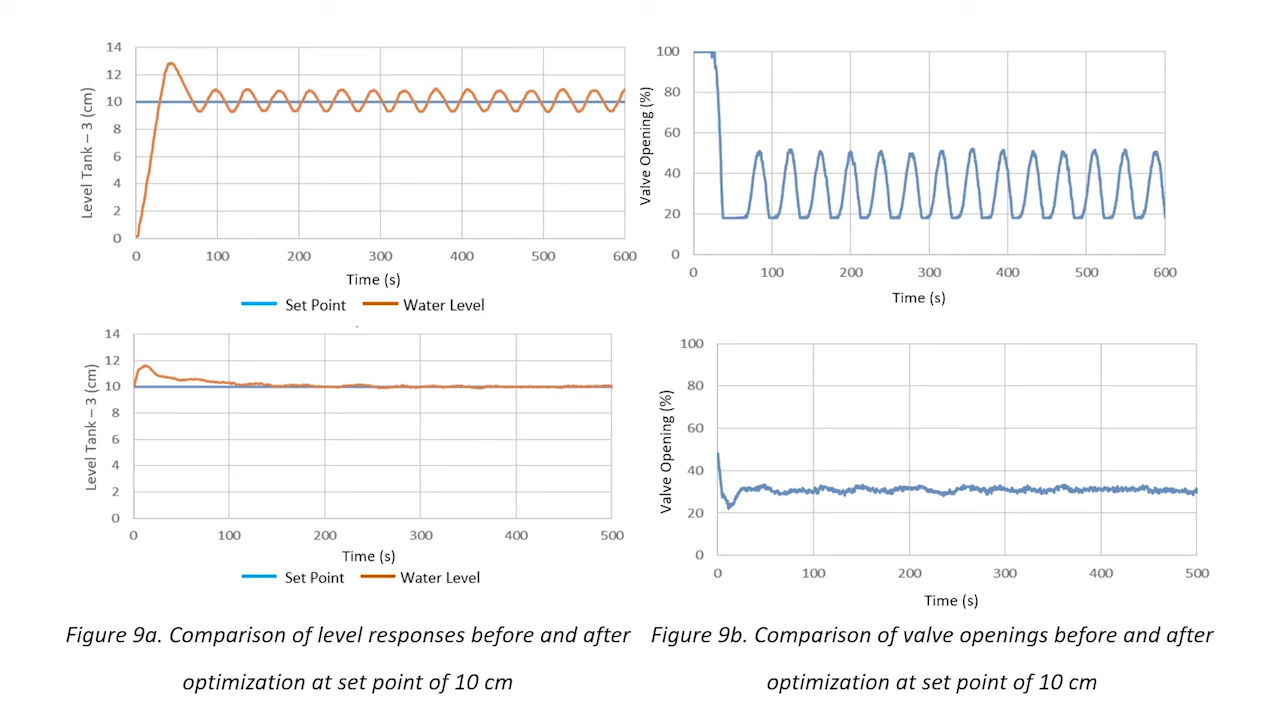 Level Tank – 3 (cm)
14
12
10
8
6
4
2
0
0 100 200 300 400 500 600
Time (s)
Set Point Water Level
Valve Opening (%)
100
80
60
40
20
0
0 100 200 300 400 500 600
Time (s)
Level Tank – 3 (cm)
14
12
10
8
6
4
2
0
0 100 200 300 400 500
Time (s)
Set Point Water Level
Valve Opening (%)
100
80
60
40
20
0
0 100 200 300 400 500
Time (s)
Figure 9a. Comparison of level responses before and after
optimization at set point of 10 cm
Figure 9b. Comparison of valve openings before and after
optimization at set point of 10 cm